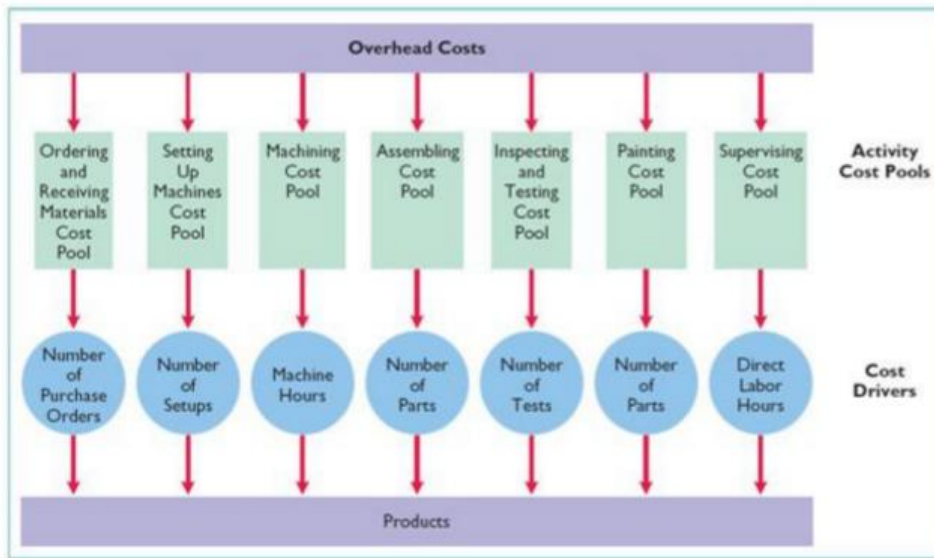 Overhead Costs
Ordering
and
Receiving
Materials
Cost
Pool
Setting
Up
Machines
Cost
Pool
Machining
Cost
Pool
Assembling
Cost
Pool
Inspecting
and
Testing
Cost
Pool
Painting
Cost
Pool
Supervising
Cost
Pool
Activity
Cost Pools
Number
of
Purchase
Orders
Number
of
Setups
Machine
Hours
Number
of Parts
Number
of
Tests
Number
of
Parts
Direct
Labor
Hours
Cost
Drivers
Products